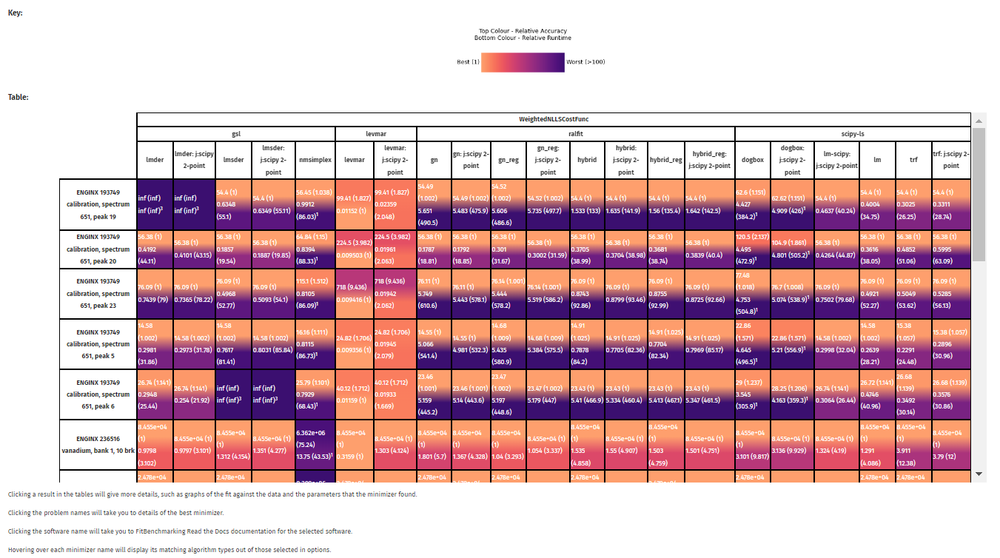 Key:
Top Colour - Relative Accuracy
Bottom Colour - Relative Runtime
Best (1) Worst (>100)
Table:
WeightedNLLSCostFunc
gsl levmar ralfit scipy-ls
lmder lmder: j:scipy 2-point lmsder lmsder: j:scipy 2-point nmsimplex levmar levmar: j:scipy 2-point gn gn: j:scipy 2-point gn_reg gn_reg: j:scipy 2-point hybrid hybrid: j:scipy 2-point hybrid_reg hybrid_reg: j:scipy 2-point dogbox dogbox: j:scipy 2-point lm-scipy: j:scipy 2-point lm trf trf: j:scipy 2-point
ENGINX 193749 calibration, spectrum 651, peak 19
inf (inf) inf (inf)³
inf (inf) inf (inf)³
54.4 (1) 0.6348 (55.1)
54.4 (1) 0.6349 (55.11)
56.45 (1.038) 0.9912 (86.03)¹
99.41 (1.827) 0.01152 (1)
99.41 (1.827) 0.02359 (2.048)
54.49 (1.002) 5.651 (490.5)
54.49 (1.002) 5.483 (475.9)
54.52 (1.002) 5.606 (486.6)
54.52 (1.002) 5.735 (497.7)
54.4 (1) 1.533 (133)
54.4 (1) 1.635 (141.9)
54.4 (1) 1.56 (135.4)
54.4 (1) 1.642 (142.5)
62.6 (1.151) 4.427 (384.2)¹
62.62 (1.151) 4.909 (426)¹
54.4 (1) 0.4637 (40.24)
54.4 (1) 0.4004 (34.75)
54.4 (1) 0.3025 (26.25)
54.4 (1) 0.3311 (28.74)
ENGINX 193749 calibration, spectrum 651, peak 20
56.38 (1) 0.4192 (44.11)
56.38 (1) 0.4101 (43.15)
56.38 (1) 0.1857 (19.54)
56.38 (1) 0.1887 (19.85)
64.84 (1.15) 0.8394 (88.33)¹
224.5 (3.982) 0.009503 (1)
224.5 (3.982) 0.01961 (2.063)
56.38 (1) 0.1787 (18.81)
56.38 (1) 0.1792 (18.85)
56.38 (1) 0.301 (31.67)
56.38 (1) 0.3002 (31.59)
56.38 (1) 0.3705 (38.99)
56.38 (1) 0.3704 (38.98)
56.38 (1) 0.3681 (38.74)
56.38 (1) 0.3839 (40.4)
120.5 (2.137) 4.495 (472.9)¹
104.9 (1.861) 4.801 (505.2)¹
56.38 (1) 0.4264 (44.87)
56.38 (1) 0.3616 (38.05)
56.38 (1) 0.4852 (51.06)
56.38 (1) 0.5995 (63.09)
ENGINX 193749 calibration, spectrum 651, peak 23
76.09 (1) 0.7439 (79)
76.09 (1) 0.7365 (78.22)
76.09 (1) 0.4968 (52.77)
76.09 (1) 0.5093 (54.1)
115.1 (1.512) 0.8105 (86.09)¹
718 (9.436) 0.009416 (1)
718 (9.436) 0.01942 (2.062)
76.11 (1) 5.749 (610.6)
76.11 (1) 5.443 (578.1)
76.14 (1.001) 5.444 (578.2)
76.14 (1.001) 5.519 (586.2)
76.09 (1) 0.8743 (92.86)
76.09 (1) 0.8799 (93.46)
76.09 (1) 0.8755 (92.99)
76.09 (1) 0.8725 (92.66)
77.48 (1.018) 4.753 (504.8)¹
76.7 (1.008) 5.074 (538.9)¹
76.09 (1) 0.7502 (79.68)
76.09 (1) 0.4921 (52.27)
76.09 (1) 0.5049 (53.62)
76.09 (1) 0.5285 (56.13)
ENGINX 193749 calibration, spectrum 651, peak 5
14.58 (1.002) 0.2981 (31.86)
14.58 (1.002) 0.2973 (31.78)
14.58 (1.002) 0.7617 (81.41)
14.58 (1.002) 0.8031 (85.84)
16.16 (1.111) 0.8115 (86.73)¹
24.82 (1.706) 0.009356 (1)
24.82 (1.706) 0.01945 (2.079)
14.55 (1) 5.066 (541.4)
14.55 (1) 4.981 (532.3)
14.68 (1.009) 5.435 (580.9)
14.68 (1.009) 5.384 (575.5)
14.91 (1.025) 0.7878 (84.2)
14.91 (1.025) 0.7705 (82.36)
14.91 (1.025) 0.7704 (82.34)
14.91 (1.025) 0.7969 (85.17)
22.86 (1.571) 4.645 (496.5)¹
22.86 (1.571) 5.21 (556.9)¹
14.58 (1.002) 0.2998 (32.04)
14.58 (1.002) 0.2639 (28.21)
15.38 (1.057) 0.2291 (24.48)
15.38 (1.057) 0.2896 (30.96)
ENGINX 193749 calibration, spectrum 651, peak 6
26.74 (1.141) 0.2948 (25.44)
26.74 (1.141) 0.254 (21.92)
inf (inf) inf (inf)³
inf (inf) inf (inf)³
25.79 (1.101) 0.7929 (68.43)¹
40.12 (1.712) 0.01159 (1)
40.12 (1.712) 0.01933 (1.669)
23.46 (1.001) 5.159 (445.2)
23.46 (1.001) 5.14 (443.6)
23.47 (1.002) 5.197 (448.6)
23.47 (1.002) 5.179 (447)
23.43 (1) 5.41 (466.9)
23.43 (1) 5.334 (460.4)
23.43 (1) 5.413 (467.1)
23.43 (1) 5.347 (461.5)
29 (1.237) 3.545 (305.9)¹
28.25 (1.206) 4.163 (359.3)¹
26.74 (1.141) 0.3064 (26.44)
26.72 (1.141) 0.4746 (40.96)
26.68 (1.139) 0.3492 (30.14)
26.68 (1.139) 0.3576 (30.86)
ENGINX 236516 vanadium, bank 1, 10 brk
8.455e+04 (1) 0.9798 (3.102)
8.455e+04 (1) 0.9797 (3.101)
8.455e+04 (1) 1.312 (4.154)
8.455e+04 (1) 1.351 (4.277)
6.362e+06 (75.24) 13.75 (43.53)¹
8.455e+04 (1) 0.3159 (1)
8.455e+04 (1) 1.303 (4.124)
8.455e+04 (1) 1.801 (5.7)
8.455e+04 (1) 1.367 (4.328)
8.455e+04 (1) 1.04 (3.293)
8.455e+04 (1) 1.054 (3.337)
8.455e+04 (1) 1.535 (4.858)
8.455e+04 (1) 1.55 (4.907)
8.455e+04 (1) 1.503 (4.759)
8.455e+04 (1) 1.501 (4.751)
8.455e+04 (1) 3.101 (9.817)
8.455e+04 (1) 3.136 (9.929)
8.455e+04 (1) 1.324 (4.19)
8.455e+04 (1) 1.291 (4.086)
8.455e+04 (1) 3.911 (12.38)
8.455e+04 (1) 3.79 (12)
2.478e+04 2.478e+04 2.478e+04 2.478e+04 2.478e+04 2.478e+04 2.478e+04 2.478e+04
Clicking a result in the tables will give more details, such as graphs of the fit against the data and the parameters that the minimizer found.
Clicking the problem names will take you to details of the best minimizer.
Clicking the software name will take you to FitBenchmarking Read the Docs documentation for the selected software.
Hovering over each minimizer name will display its matching algorithm types out of those selected in options.